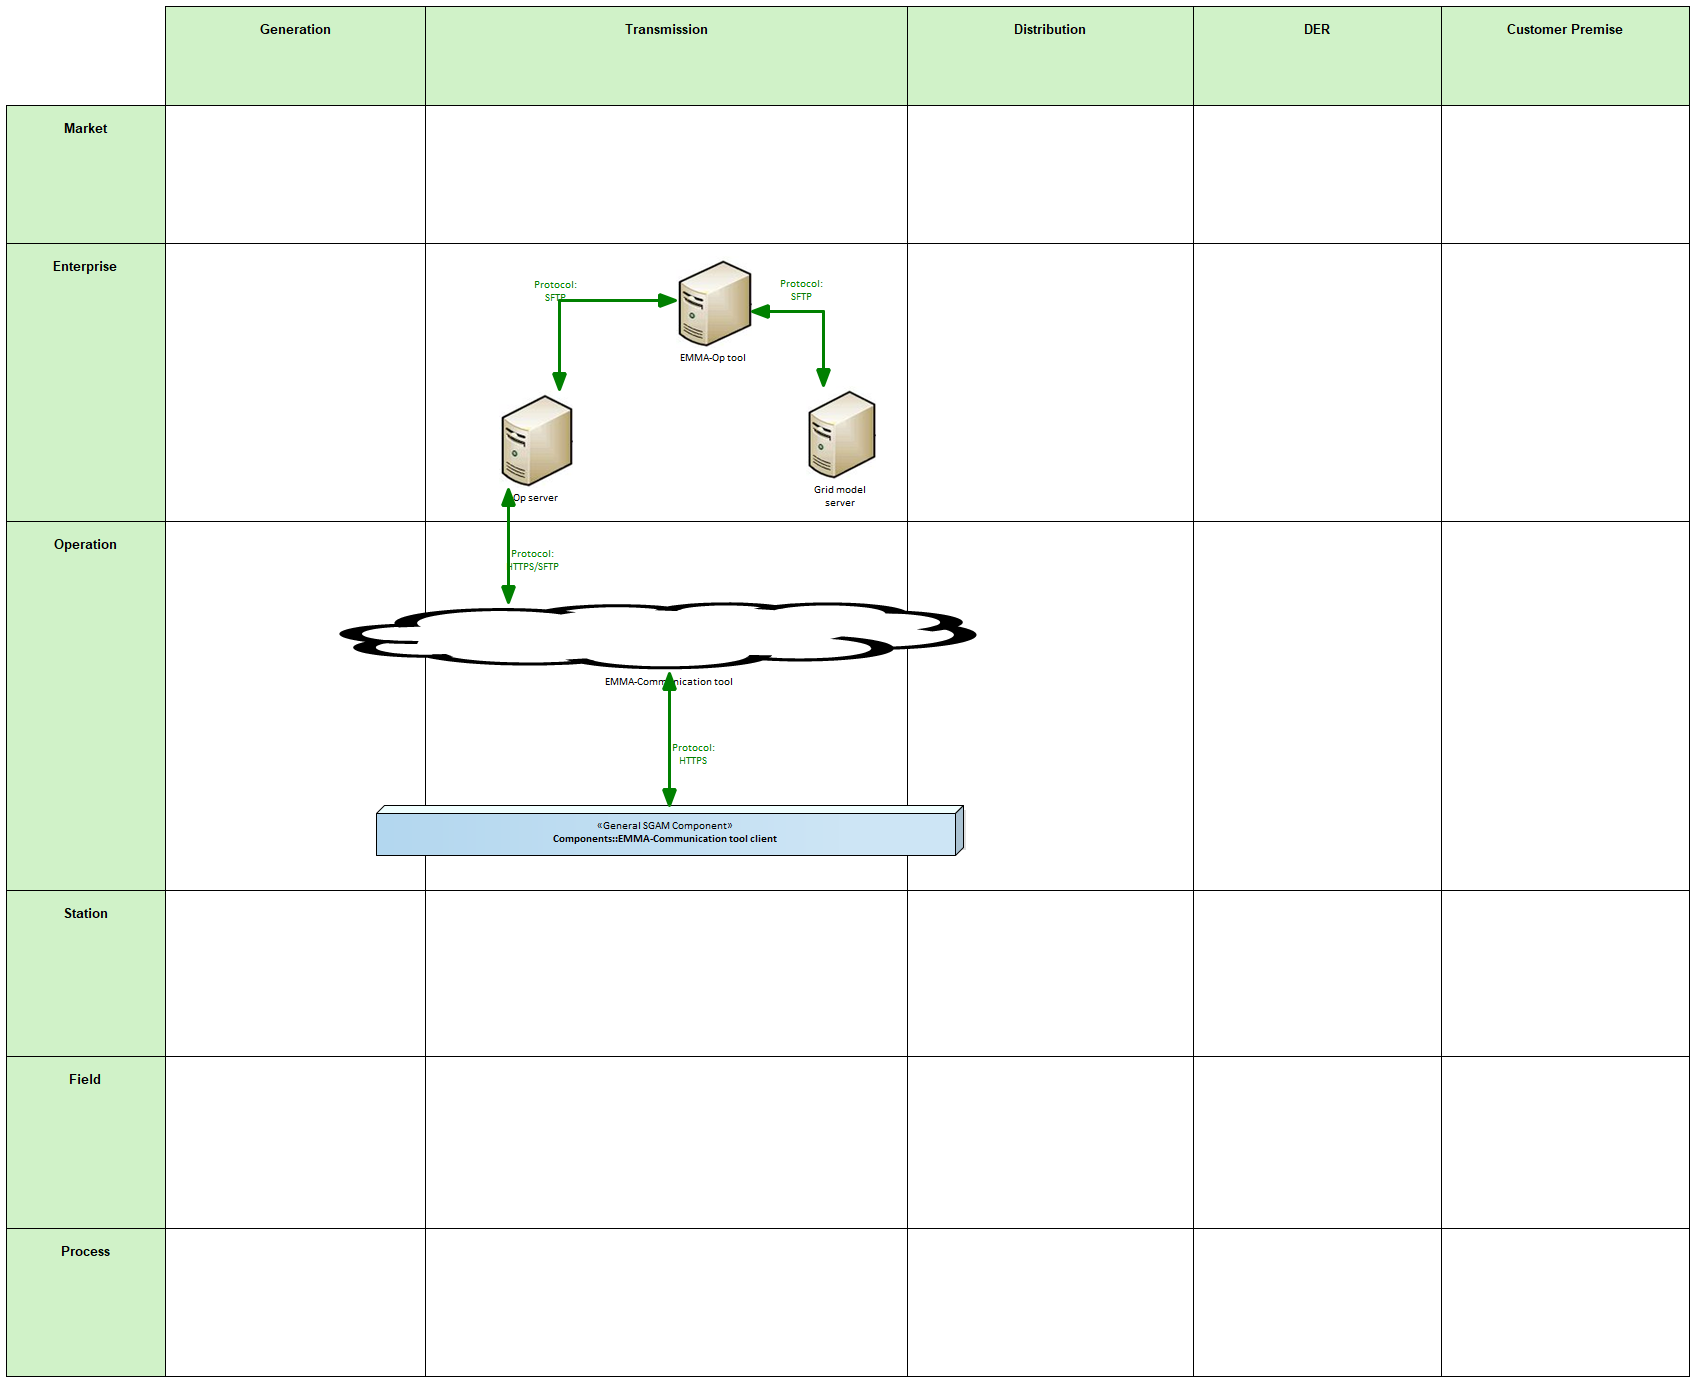 Generation
Transmission
Distribution
DER
Customer Premise
Market
Enterprise
Protocol:
SFTP
Protocol:
SFTP
EMMA-Op tool
Op server
Grid model
server
Operation
Protocol:
HTTPS/SFTP
EMMA-Communication tool
Protocol:
HTTPS
«General SGAM Component»
Components::EMMA-Communication tool client
Station
Field
Process